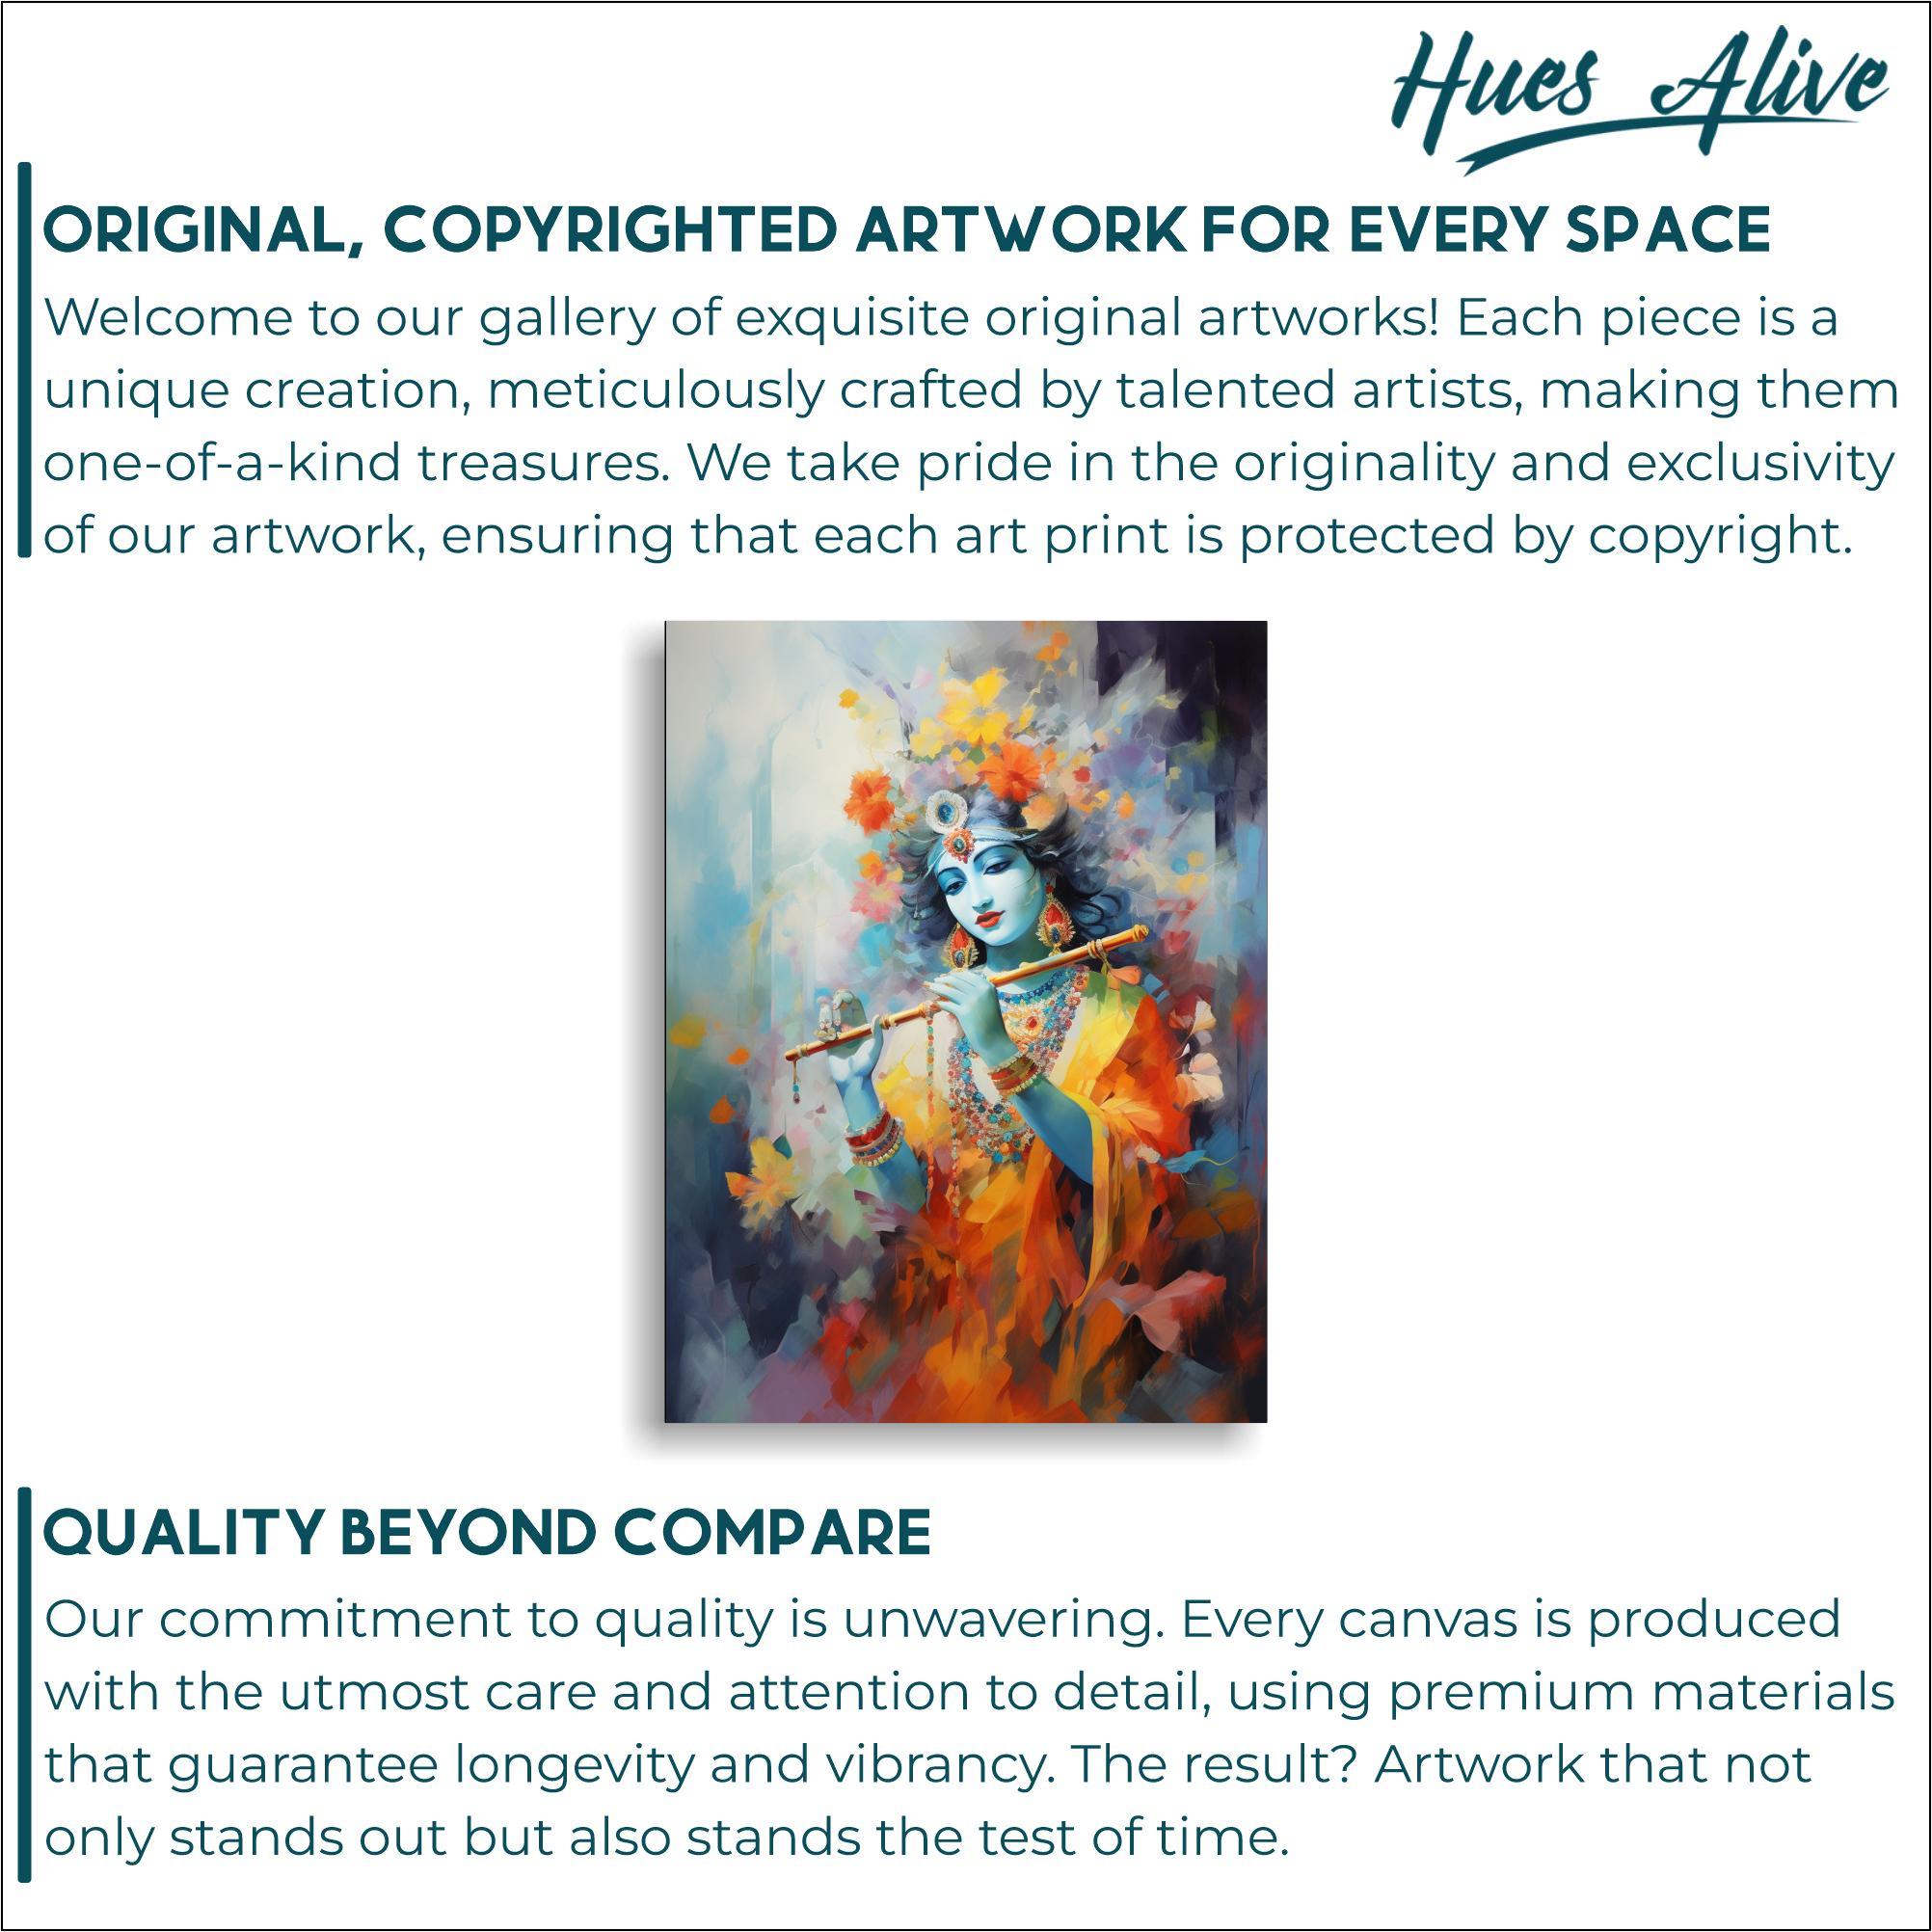 Hues Alive
ORIGINAL, COPYRIGHTED ARTWORK FOR EVERY SPACE
Welcome to our gallery of exquisite original artworks! Each piece is a
unique creation, meticulously crafted by talented artists, making them
one-of-a-kind treasures. We take pride in the originality and exclusivity
of our artwork, ensuring that each art print is protected by copyright.
QUALITY BEYOND COMPARE
Our commitment to quality is unwavering. Every canvas is produced
with the utmost care and attention to detail, using premium materials
that guarantee longevity and vibrancy. The result? Artwork that not
only stands out but also stands the test of time.